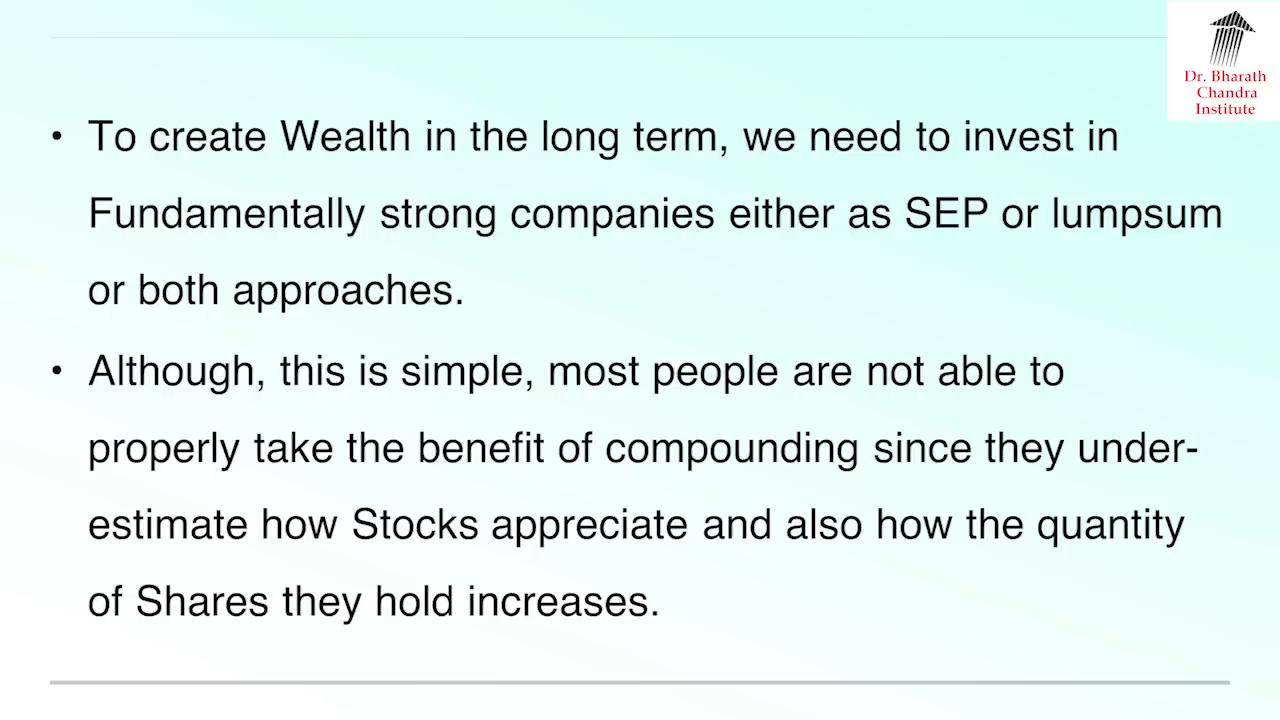 Dr. Bharath
Chandra
Institute
• To create Wealth in the long term, we need to invest in
Fundamentally strong companies either as SEP or lumpsum
or both approaches.
• Although, this is simple, most people are not able to
properly take the benefit of compounding since they under-
estimate how Stocks appreciate and also how the quantity
of Shares they hold increases.